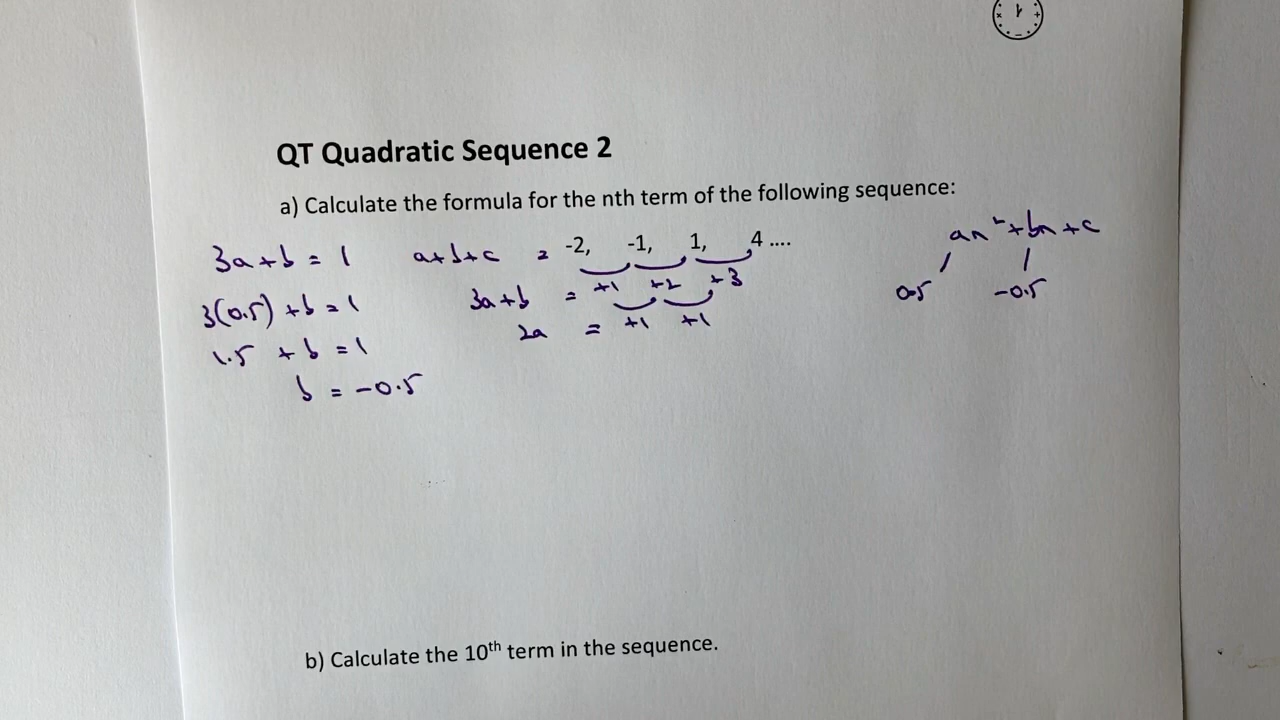 QT Quadratic Sequence 2
a) Calculate the formula for the nth term of the following sequence:
3a+b = 1 a+b+c = -2, -1, 1, 4 .... an²+bn+c
3(0.5) +b = 1 3a+b = +1 +2 +3 0.5 -0.5
1.5 + b = 1 2a = +1 +1
b = -0.5
b) Calculate the 10th term in the sequence.